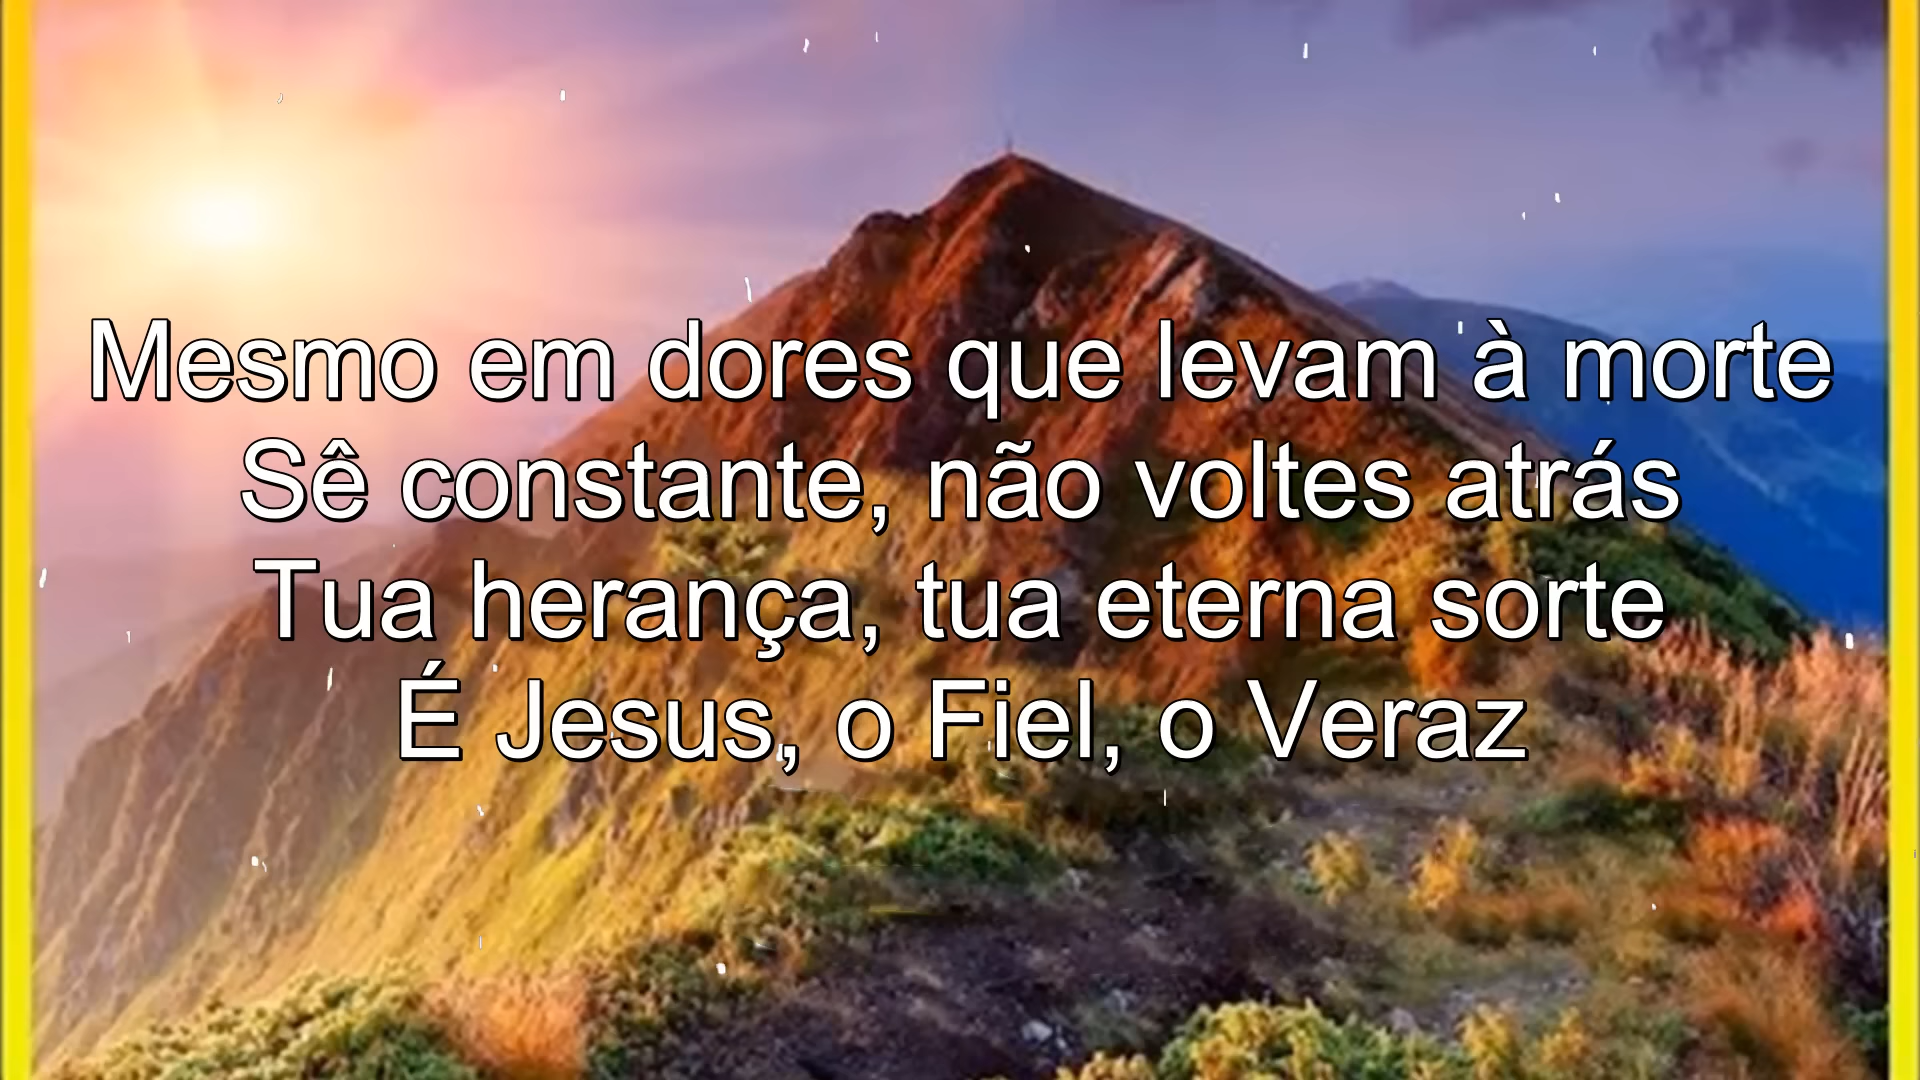 Mesmo em dores que levam à morte
Sê constante, não voltes atrás
Tua herança, tua eterna sorte
É Jesus, o Fiel, o Veraz